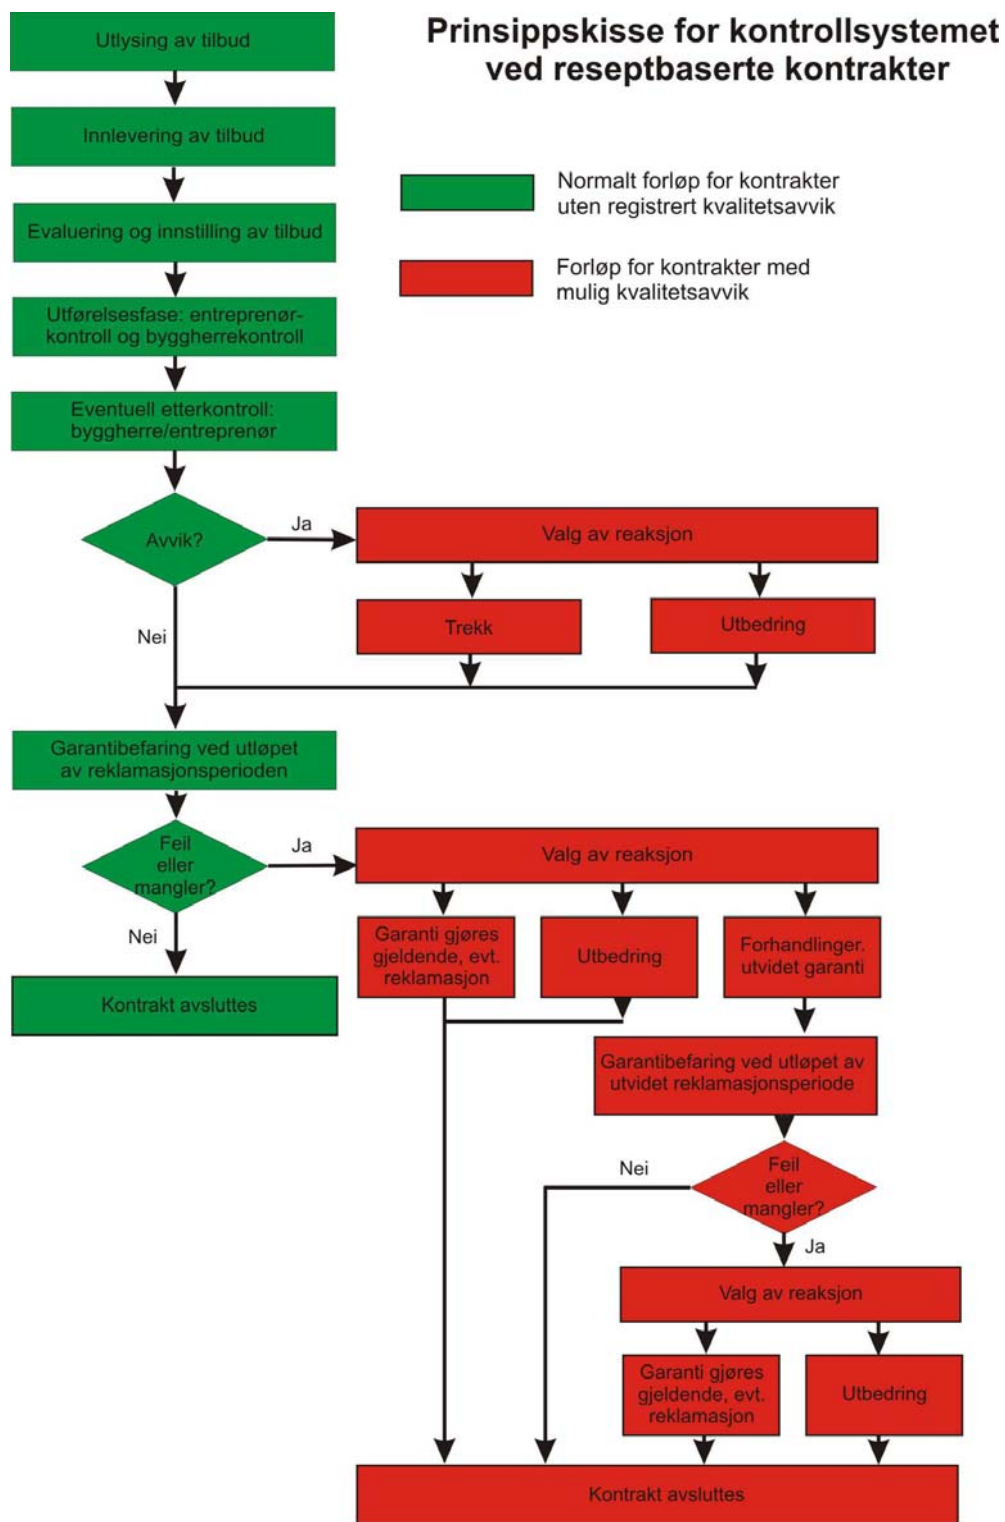 Prinsippskisse for kontrollsystemet
ved reseptbaserte kontrakter
Utlysing av tilbud
Innlevering av tilbud
Normalt forløp for kontrakter
uten registrert kvalitetsavvik
Evaluering og innstilling av tilbud
Forløp for kontrakter med
mulig kvalitetsavvik
Utførelsesfase: entreprenør-
kontroll og byggherrekontroll
Eventuell etterkontroll:
byggherre/entreprenør
Avvik?
Ja
Valg av reaksjon
Trekk
Utbedring
Nei
Garantibefaring ved utløpet
av reklamasjonsperioden
Feil
eller
mangler?
Ja
Valg av reaksjon
Nei
Garanti gjøres
gjeldende, evt.
reklamasjon
Utbedring
Forhandlinger.
utvidet garanti
Kontrakt avsluttes
Garantibefaring ved utløpet av
utvidet reklamasjonsperiode
Feil
eller
mangler?
Nei
Ja
Valg av reaksjon
Garanti gjøres
gjeldende, evt.
reklamasjon
Utbedring
Kontrakt avsluttes